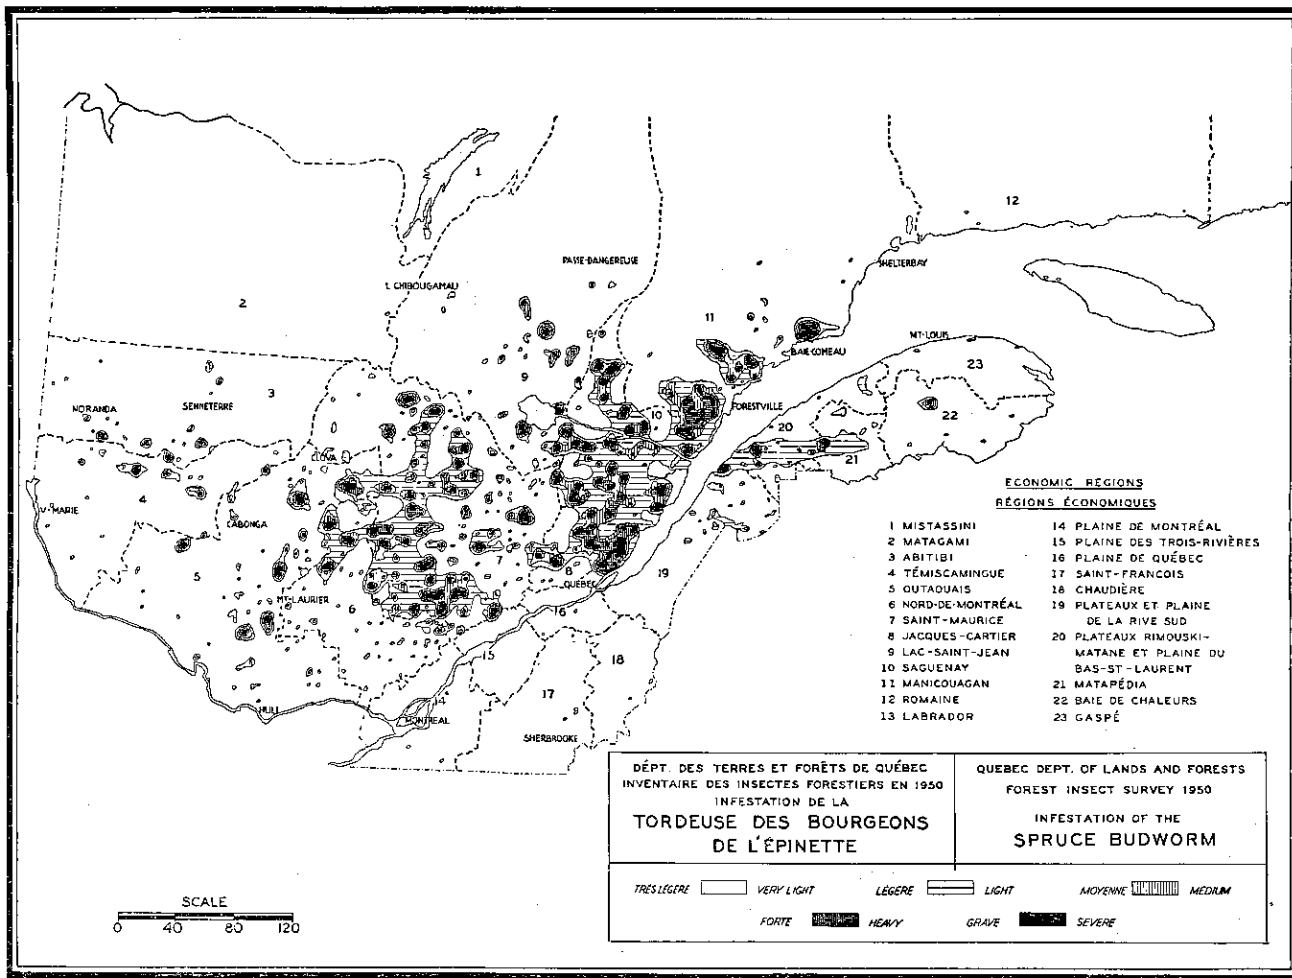 1
12
PASSE-DANGEREUSE
SHELTERBAY
L. CHIBOUGAMAU
2
11
MT-LOUIS
BAIE-COMEAU
23
9
3
NORANDA
SENNETERRE
10
FORESTVILLE
22
20
CLOVA
21
4
V-MARIE
CABONGA
5
7
8
QUÉBEC
19
MT-LAURIER
6
16
15
18
17
14
HULL
MONTREAL
SHERBROOKE
ECONOMIC REGIONS
RÉGIONS ÉCONOMIQUES
1 MISTASSINI
2 MATAGAMI
3 ABITIBI
4 TÉMISCAMINGUE
5 OUTAOUAIS
6 NORD-DE-MONTRÉAL
7 SAINT-MAURICE
8 JACQUES-CARTIER
9 LAC-SAINT-JEAN
10 SAGUENAY
11 MANICOUAGAN
12 ROMAINE
13 LABRADOR
14 PLAINE DE MONTRÉAL
15 PLAINE DES TROIS-RIVIÈRES
16 PLAINE DE QUÉBEC
17 SAINT-FRANCOIS
18 CHAUDIÈRE
19 PLATEAUX ET PLAINE
DE LA RIVE SUD
20 PLATEAUX RIMOUSKI-
MATANE ET PLAINE DU
BAS-ST-LAURENT
21 MATAPÉDIA
22 BAIE DE CHALEURS
23 GASPÉ
DÉPT. DES TERRES ET FORÊTS DE QUÉBEC
INVENTAIRE DES INSECTES FORESTIERS EN 1950
INFESTATION DE LA
TORDEUSE DES BOURGEONS
DE L'ÉPINETTE
QUEBEC DEPT. OF LANDS AND FORESTS
FOREST INSECT SURVEY 1950
INFESTATION OF THE
SPRUCE BUDWORM
TRÈS LÉGÈRE VERY LIGHT
LÉGÈRE LIGHT
MOYENNE MEDIUM
FORTE HEAVY
GRAVE SEVERE
SCALE
0 40 80 120